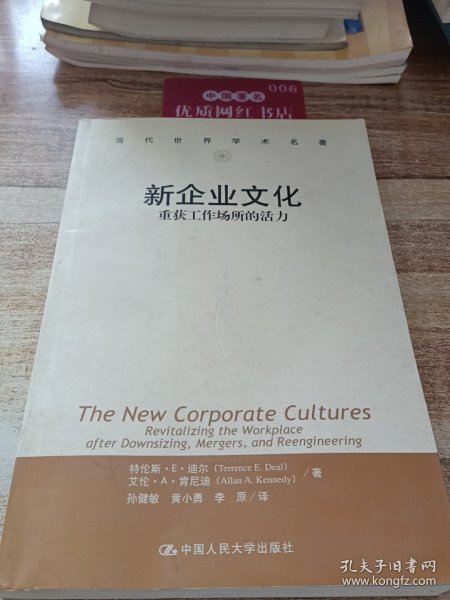 006
中国著名
优质网红书店
当代世界学术名著
新企业文化
重获工作场所的活力
The New Corporate Cultures
Revitalizing the Workplace
after Downsizing, Mergers, and Reengineering
特伦斯·E·迪尔（Terrence E. Deal）
艾伦·A·肯尼迪（Allan A. Kennedy）
/著
孙健敏 黄小勇 李 原/译
中国人民大学出版社
孔夫子旧书网
www.kongfz.com